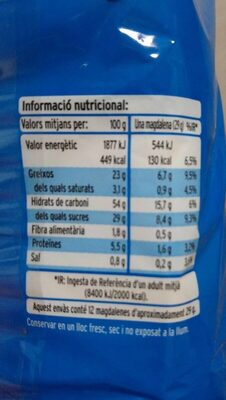 Informació nutricional:
Valors mitjans per: 100 g Una magdalena (29 g) %IR*
Valor energètic 1877 kJ 544 kJ
449 kcal 130 kcal 6,5%
Greixos 23 g 6,7 g 9,5%
dels quals saturats 3,1 g 0,9 g 4,5%
Hidrats de carboni 54 g 15,7 g 6%
dels quals sucres 29 g 8,4 g 9,3%
Fibra alimentària 1,8 g 0,5 g
Proteïnes 5,5 g 1,6 g
Sal 0,8 g 0,2 g
*IR: Ingesta de Referència d'un adult mitjà
(8400 kJ/2000 kcal).
Aquest envàs conté 12 magdalenes d'aproximadament 29 g.
Conservar en un lloc fresc, sec i no exposat a la llum.